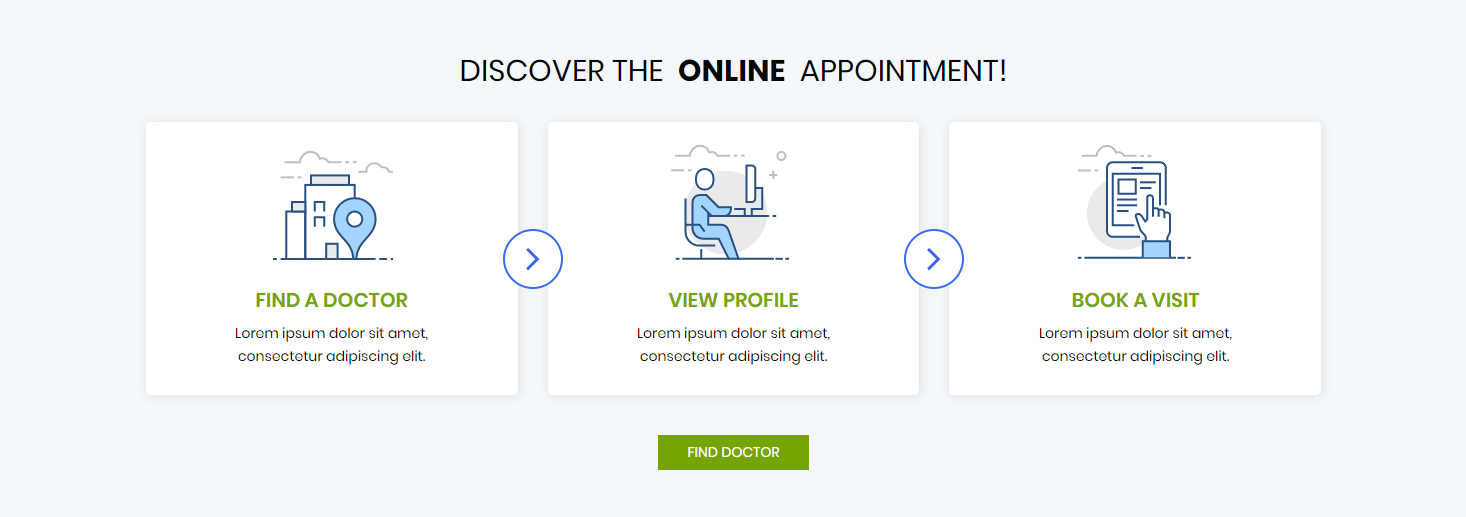 DISCOVER THE ONLINE APPOINTMENT!
FIND A DOCTOR
Lorem ipsum dolor sit amet,
consectetur adipiscing elit.
VIEW PROFILE
Lorem ipsum dolor sit amet,
consectetur adipiscing elit.
BOOK A VISIT
Lorem ipsum dolor sit amet,
consectetur adipiscing elit.
FIND DOCTOR